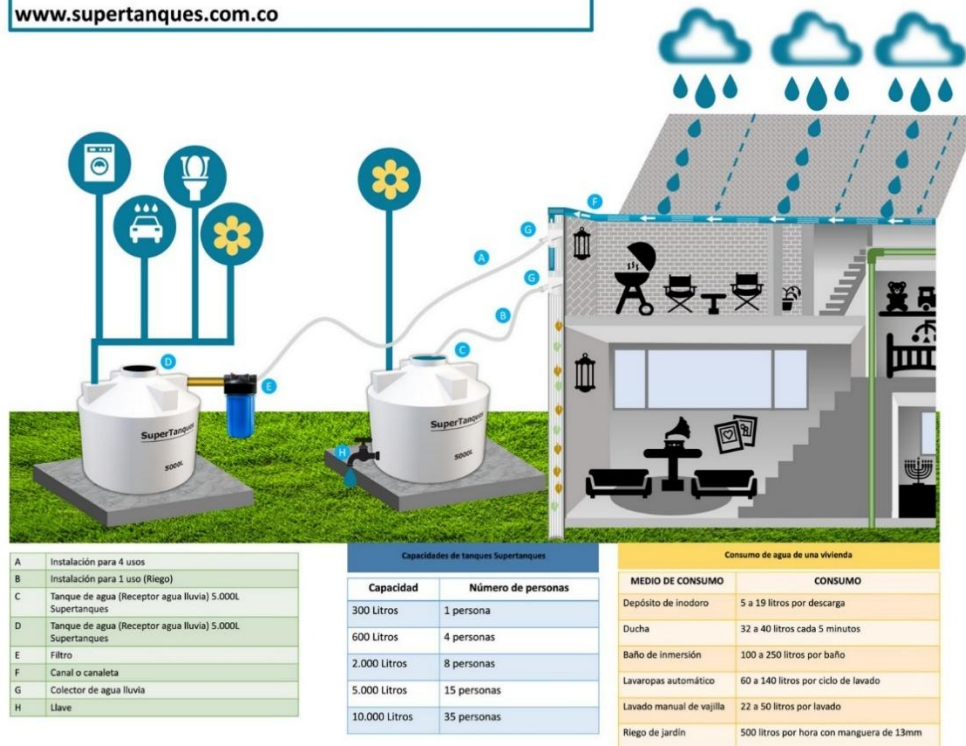 www.supertanques.com.co
F
G
A
G
B
D
C
E
SuperTanques
5000L
SuperTanques
5000L
H
A Instalación para 4 usos
B Instalación para 1 uso (Riego)
C Tanque de agua (Receptor agua lluvia) 5.000L
Supertanques
D Tanque de agua (Receptor agua lluvia) 5.000L
Supertanques
E Filtro
F Canal o canaleta
G Colector de agua lluvia
H Llave
Capacidades de tanques Supertanques
Capacidad Número de personas
300 Litros 1 persona
600 Litros 4 personas
2.000 Litros 8 personas
5.000 Litros 15 personas
10.000 Litros 35 personas
Consumo de agua de una vivienda
MEDIO DE CONSUMO CONSUMO
Depósito de inodoro 5 a 19 litros por descarga
Ducha 32 a 40 litros cada 5 minutos
Baño de inmersión 100 a 250 litros por baño
Lavaropas automático 60 a 140 litros por ciclo de lavado
Lavado manual de vajilla 22 a 50 litros por lavado
Riego de jardín 500 litros por hora con manguera de 13mm